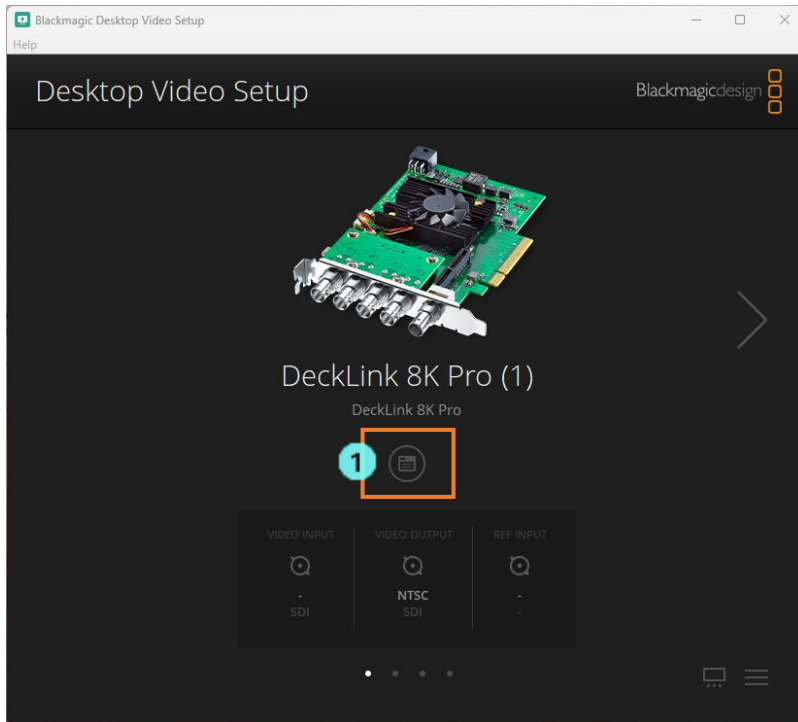 Blackmagic Desktop Video Setup
Help
Desktop Video Setup
Blackmagicdesign
DeckLink 8K Pro (1)
DeckLink 8K Pro
1
VIDEO INPUT VIDEO OUTPUT REF INPUT
- NTSC -
SDI SDI -